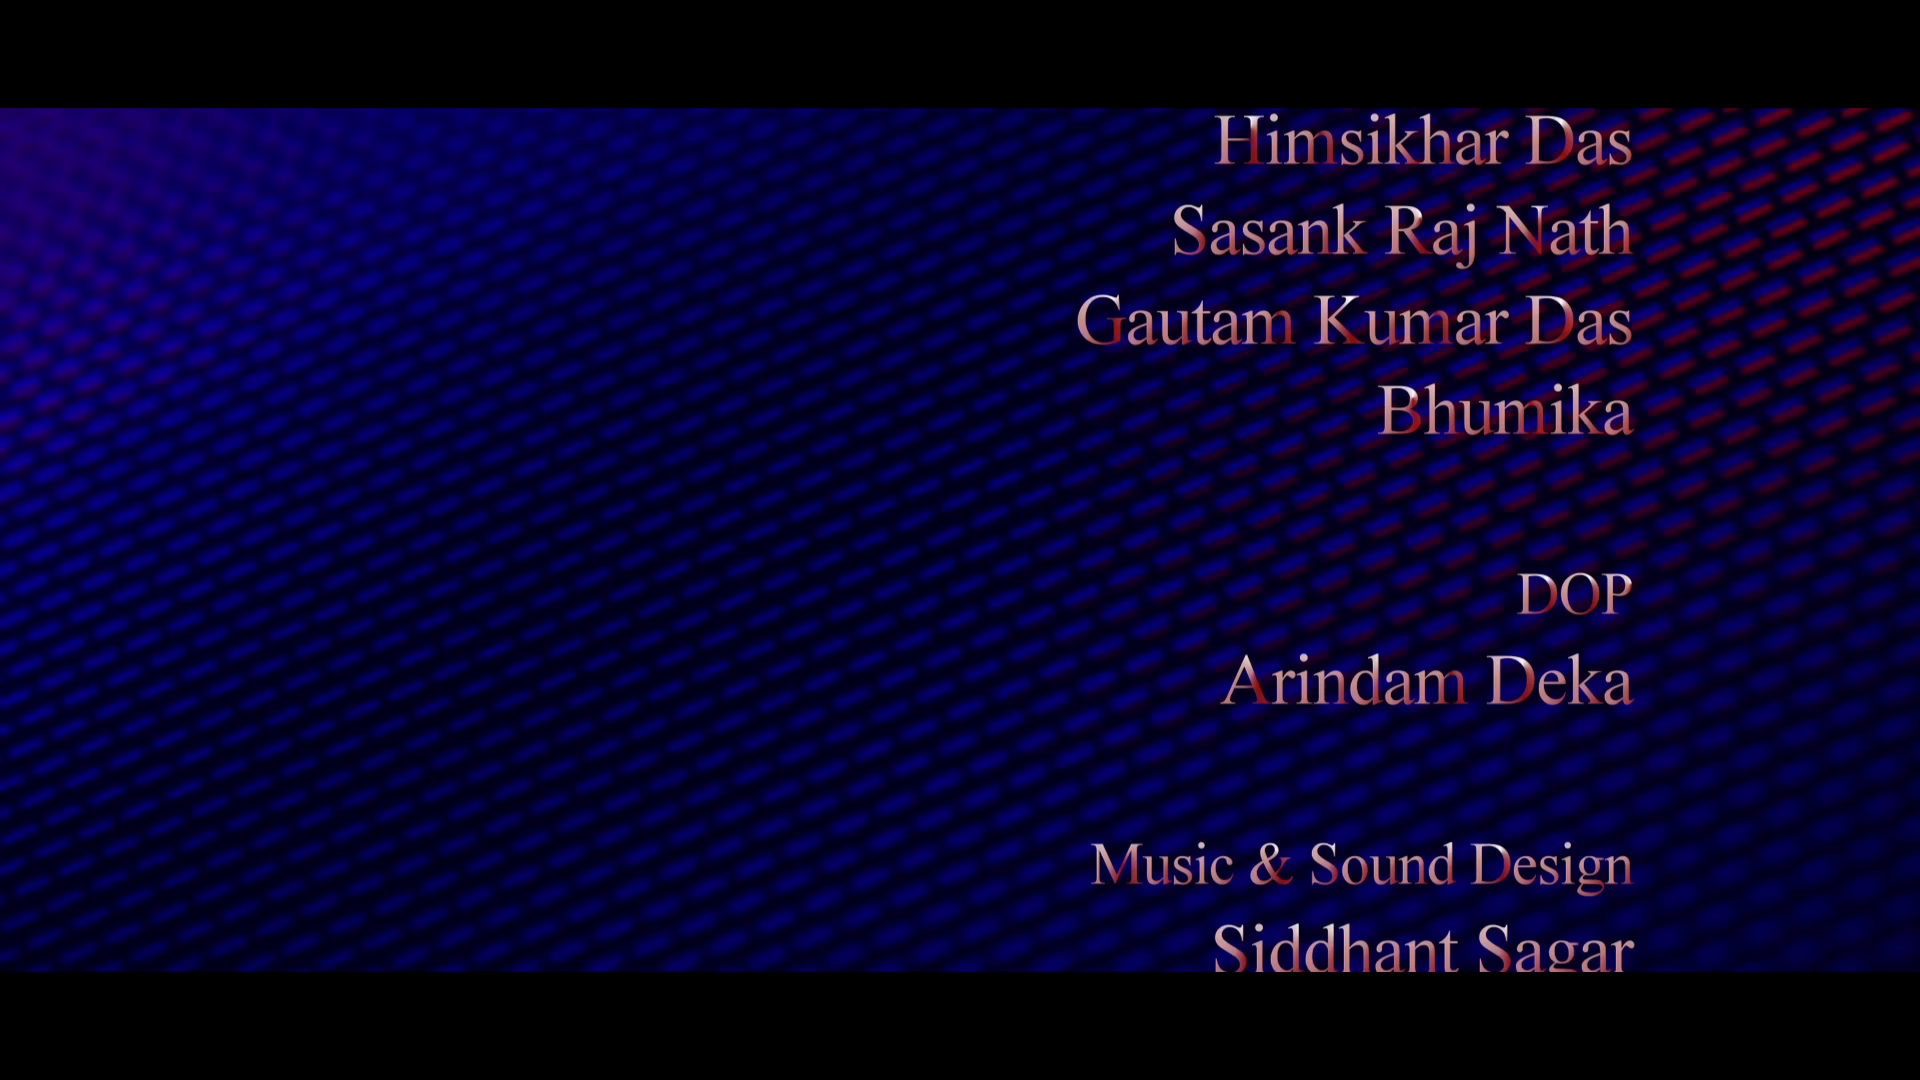 Himsikhar Das
Sasank Raj Nath
Gautam Kumar Das
Bhumika
DOP
Arindam Deka
Music & Sound Design
Siddhant Sagar